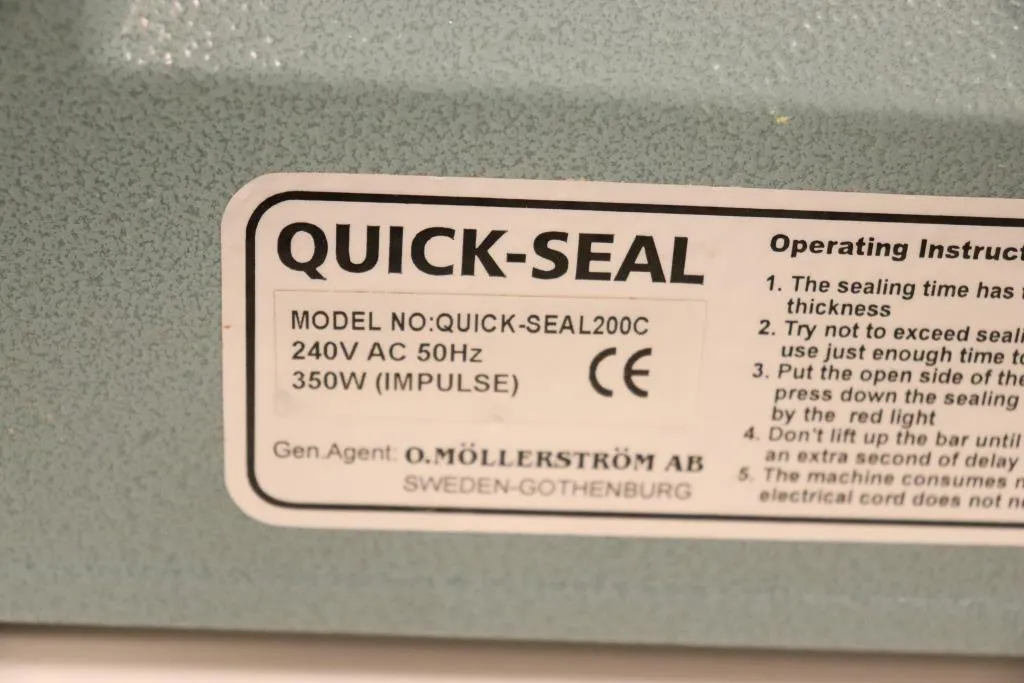 QUICK-SEAL
MODEL NO:QUICK-SEAL200C
240V AC 50Hz
350W (IMPULSE)
CE
Gen.Agent: O.MÖLLERSTRÖM AB
SWEDEN-GOTHENBURG
Operating
1. The sealing time has
thickness
2. Try not to exceed
use just enough time
3. Put the open side of the
press down the sealing
by the red light
4. Don't lift up the bar until
an extra second of delay
5. The machine consumes
electrical cord does not